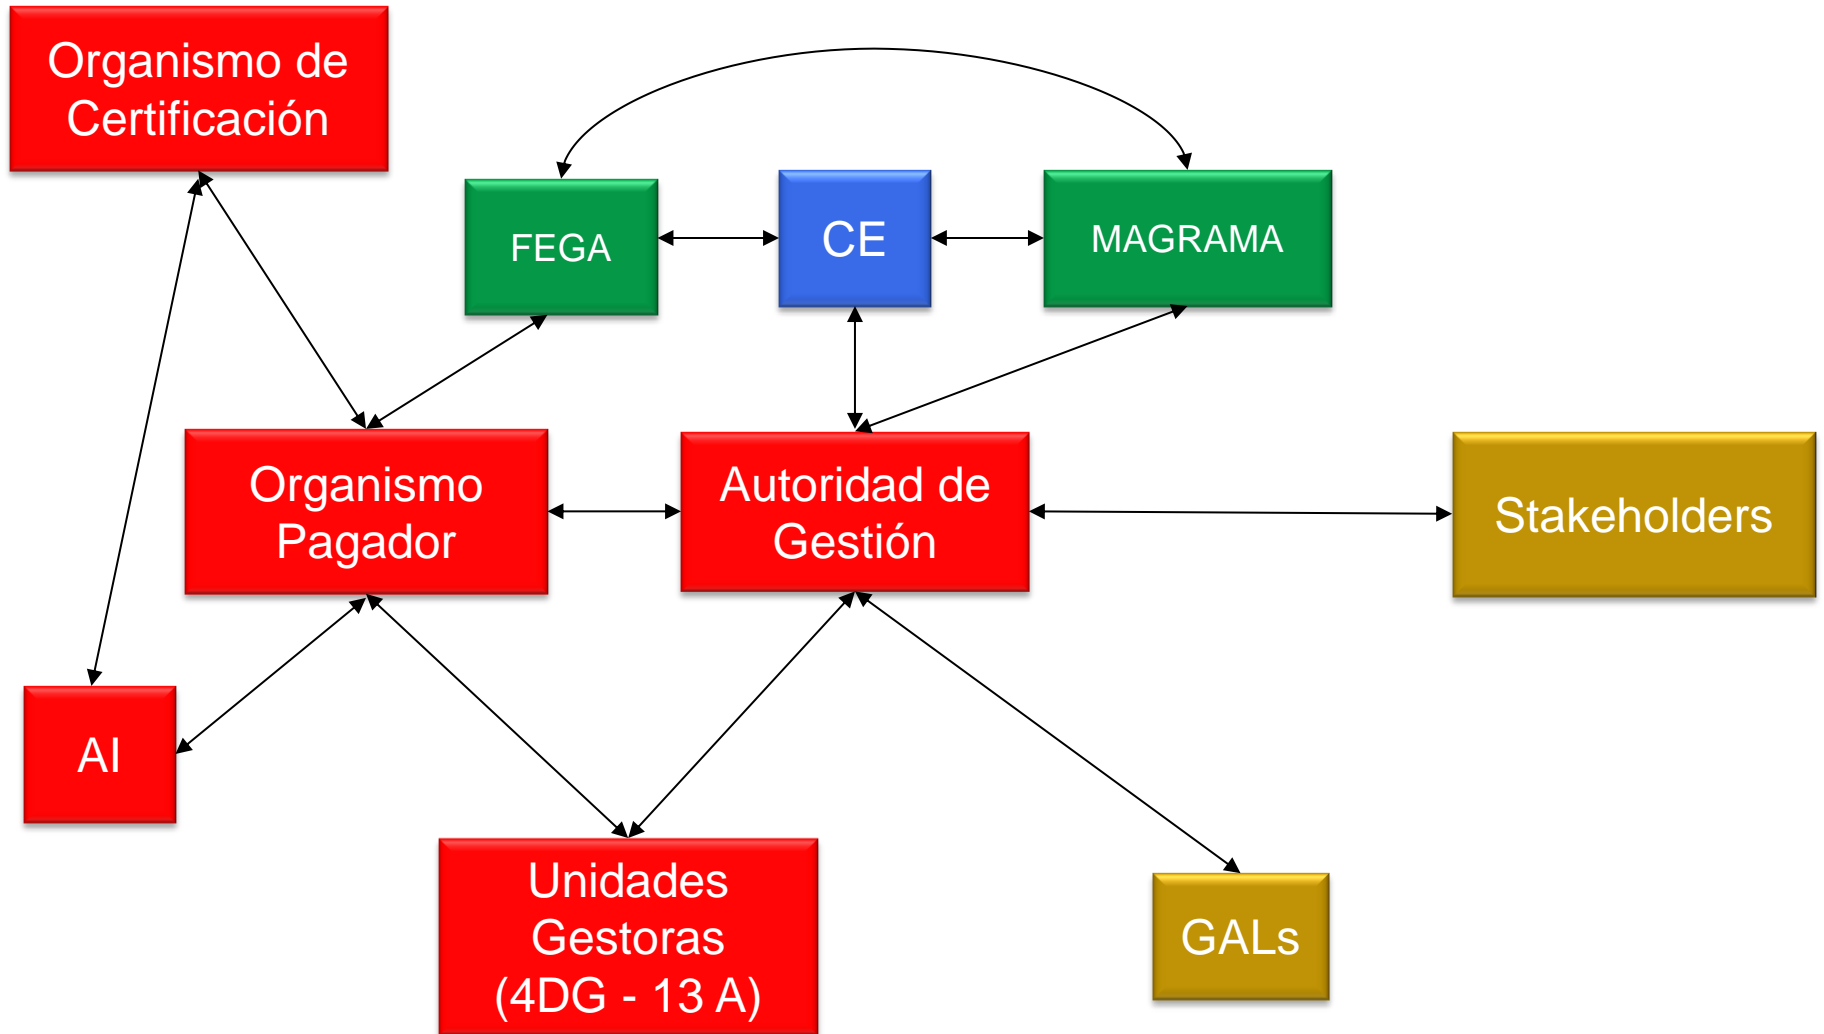 Organismo de
Certificación
FEGA
CE
MAGRAMA
Organismo
Pagador
Autoridad de
Gestión
Stakeholders
AI
Unidades
Gestoras
(4DG - 13 A)
GALs